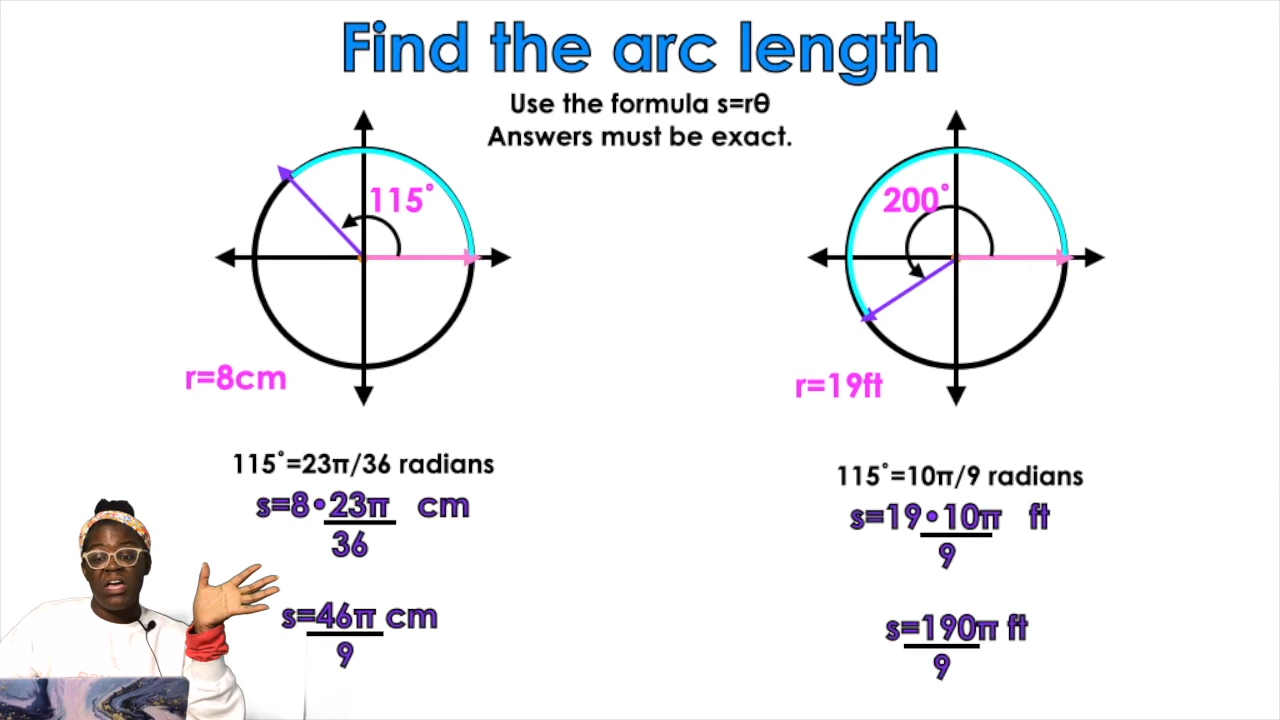 Find the arc length
Use the formula s=rθ
Answers must be exact.
115°
r=8cm
115°=23π/36 radians
s=8•23π cm
36
s=46π cm
9
200°
r=19ft
115°=10π/9 radians
s=19•10π ft
9
s=190π ft
9